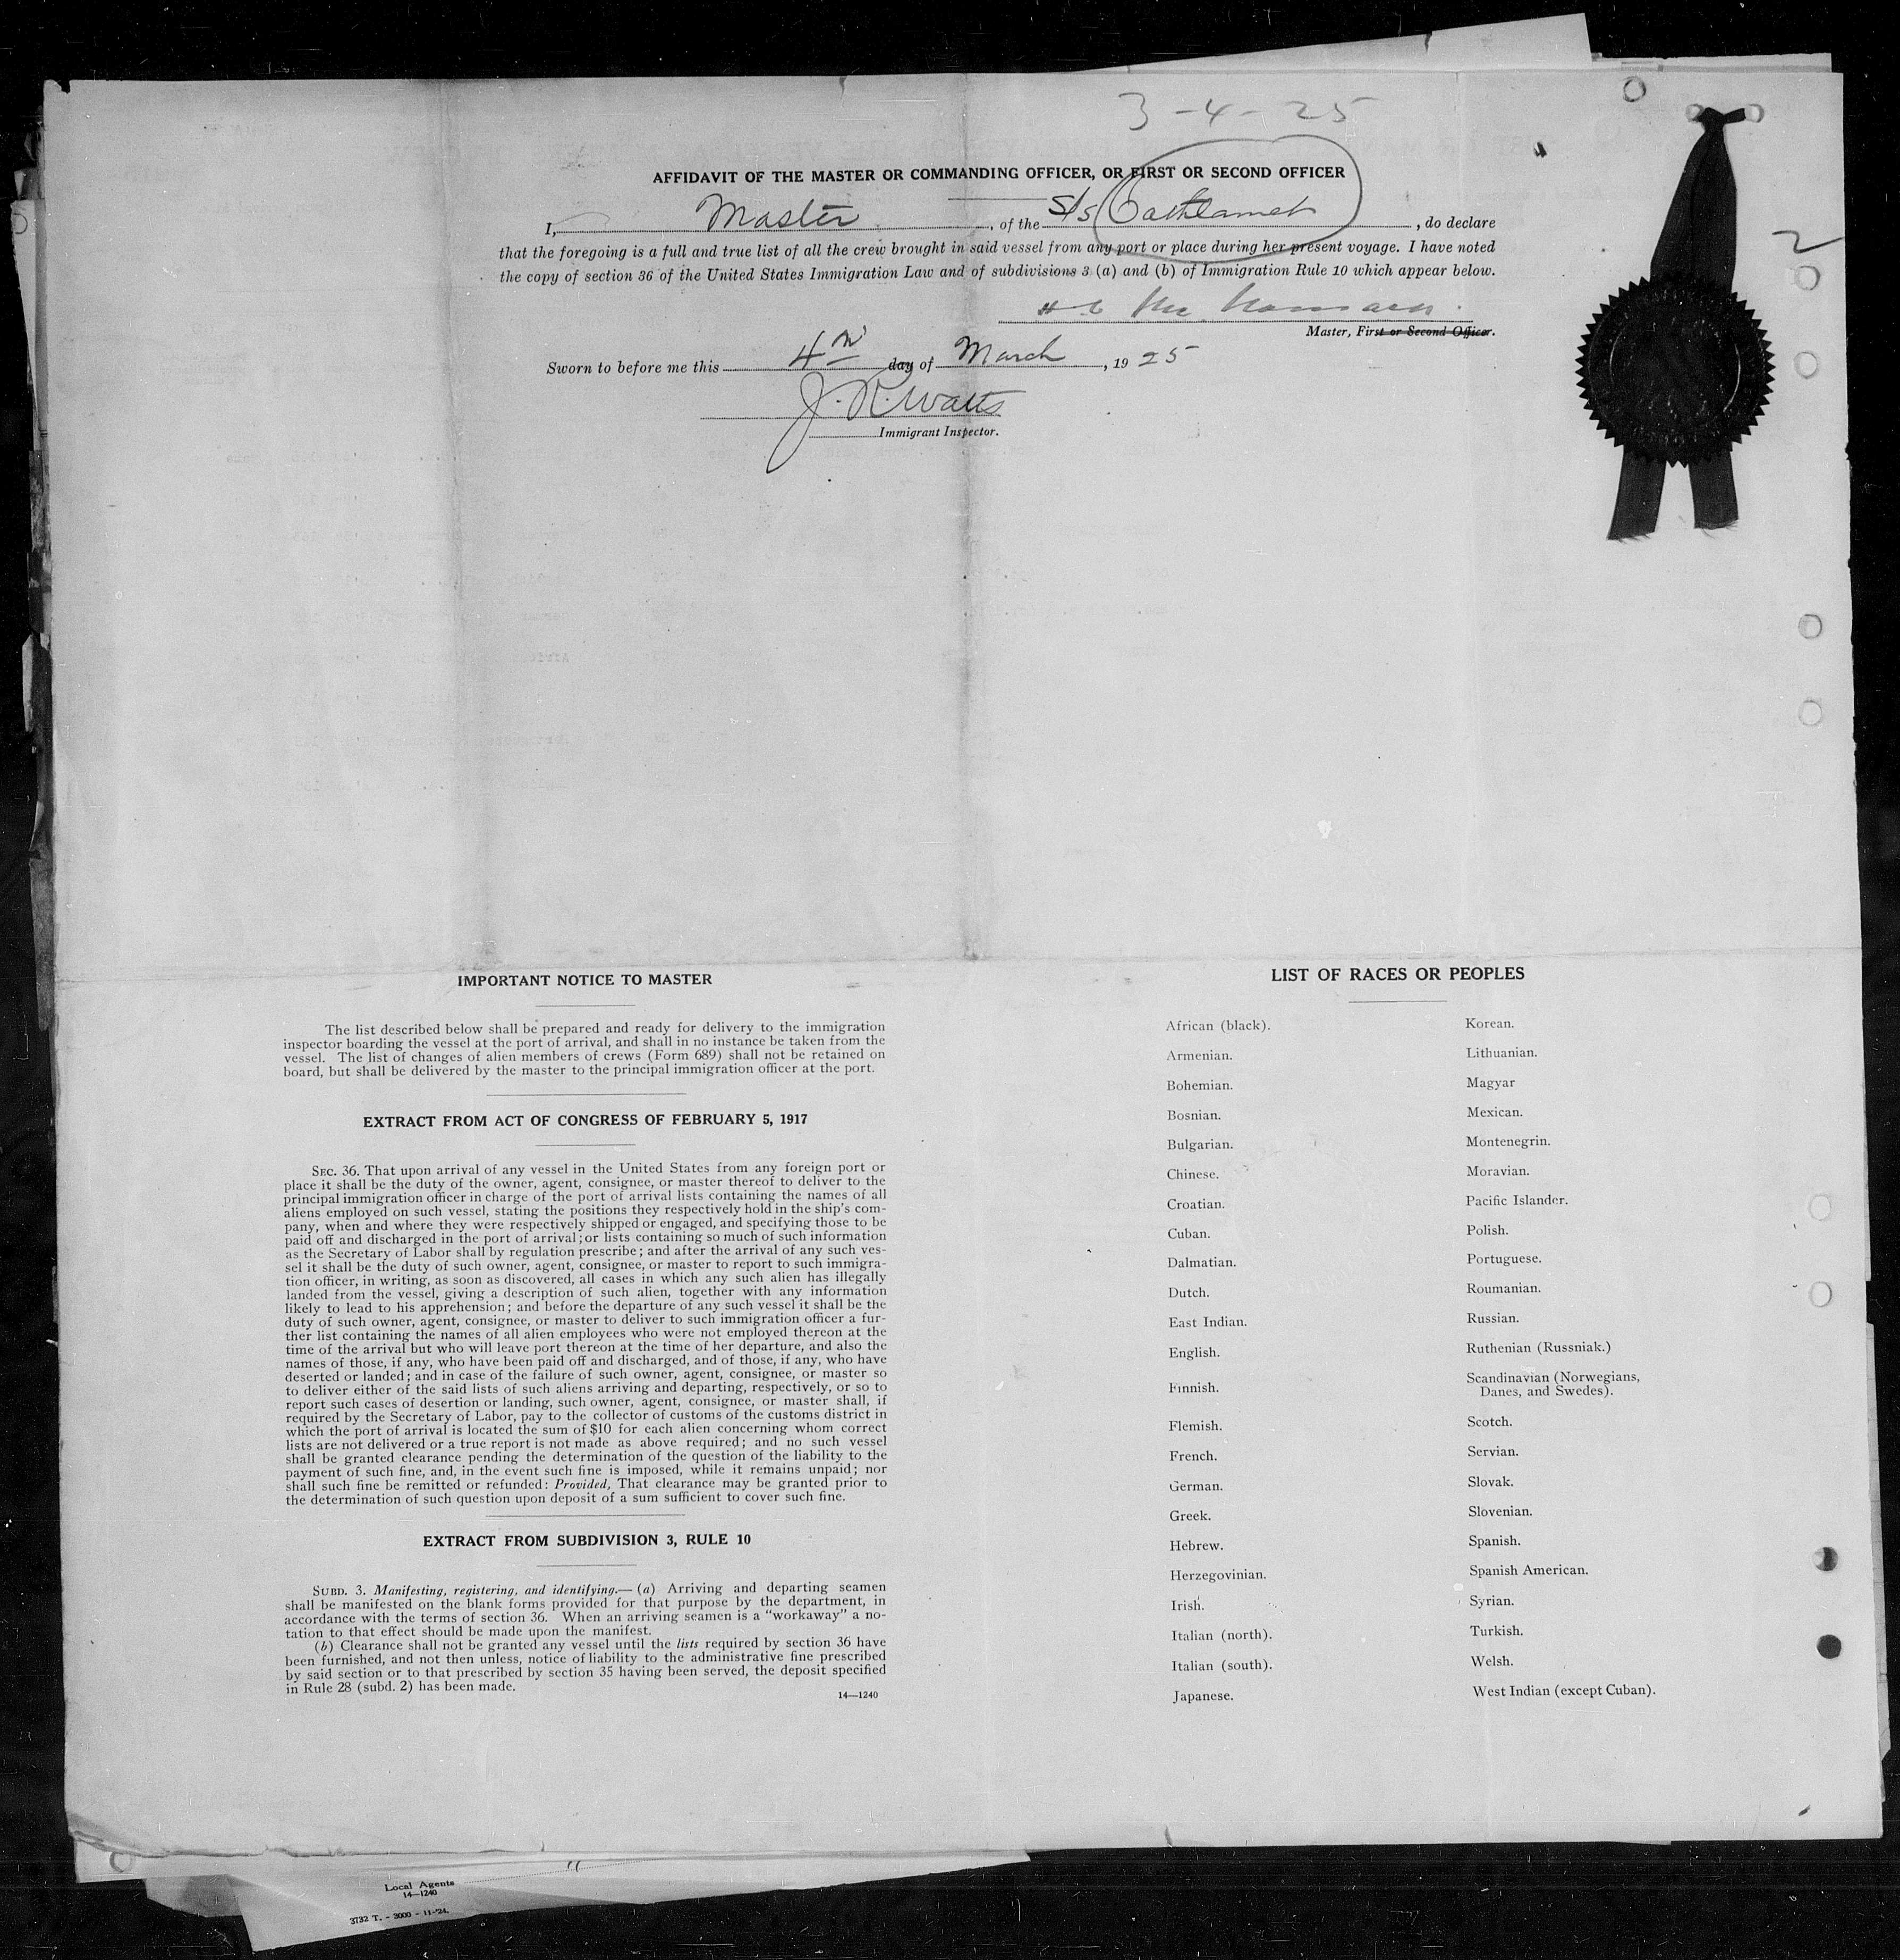 3-4-25
AFFIDAVIT OF THE MASTER OR COMMANDING OFFICER, OR FIRST OR SECOND OFFICER
I, Master, of the S/S Cathlamet, do declare
that the foregoing is a full and true list of all the crew brought in said vessel from any port or place during her present voyage. I have noted
the copy of section 36 of the United States Immigration Law and of subdivisions 3 (a) and (b) of Immigration Rule 10 which appear below.
2
Master, First or Second Officer.
Sworn to before me this 4th day of March, 1925
J. R. Watts
Immigrant Inspector.
IMPORTANT NOTICE TO MASTER
The list described below shall be prepared and ready for delivery to the immigration
inspector boarding the vessel at the port of arrival, and shall in no instance be taken from the
vessel. The list of changes of alien members of crews (Form 689) shall not be retained on
board, but shall be delivered by the master to the principal immigration officer at the port.
EXTRACT FROM ACT OF CONGRESS OF FEBRUARY 5, 1917
SEC. 36. That upon arrival of any vessel in the United States from any foreign port or
place it shall be the duty of the owner, agent, consignee, or master thereof to deliver to the
principal immigration officer in charge of the port of arrival lists containing the names of all
aliens employed on such vessel, stating the positions they respectively hold in the ship's com-
pany, when and where they were respectively shipped or engaged, and specifying those to be
paid off and discharged in the port of arrival; or lists containing so much of such information
as the Secretary of Labor shall by regulation prescribe; and after the arrival of any such ves-
sel it shall be the duty of such owner, agent, consignee, or master to report to such immigra-
tion officer, in writing, as soon as discovered, all cases in which any such alien has illegally
landed from the vessel, giving a description of such alien, together with any information
likely to lead to his apprehension; and before the departure of any such vessel it shall be the
duty of such owner, agent, consignee, or master to deliver to such immigration officer a fur-
ther list containing the names of all alien employees who were not employed thereon at the
time of the arrival but who will leave port thereon at the time of her departure, and also the
names of those, if any, who have been paid off and discharged, and of those, if any, who have
deserted or landed; and in case of the failure of such owner, agent, consignee, or master so
to deliver either of the said lists of such aliens arriving and departing, respectively, or so to
report such cases of desertion or landing, such owner, agent, consignee, or master shall, if
required by the Secretary of Labor, pay to the collector of customs of the customs district in
which the port of arrival is located the sum of $10 for each alien concerning whom correct
lists are not delivered or a true report is not made as above required; and no such vessel
shall be granted clearance pending the determination of the question of the liability to the
payment of such fine, and, in the event such fine is imposed, while it remains unpaid; nor
shall such fine be remitted or refunded: Provided, That clearance may be granted prior to
the determination of such question upon deposit of a sum sufficient to cover such fine.
EXTRACT FROM SUBDIVISION 3, RULE 10
SUBD. 3. Manifesting, registering, and identifying.—(a) Arriving and departing seamen
shall be manifested on the blank forms provided for that purpose by the department, in
accordance with the terms of section 36. When an arriving seamen is a "workaway" a no-
tation to that effect should be made upon the manifest.
(b) Clearance shall not be granted any vessel until the lists required by section 36 have
been furnished, and not then unless, notice of liability to the administrative fine prescribed
by said section or to that prescribed by section 35 having been served, the deposit specified
in Rule 28 (subd. 2) has been made.
14—1240
LIST OF RACES OR PEOPLES
African (black).
Armenian.
Bohemian.
Bosnian.
Bulgarian.
Chinese.
Croatian.
Cuban.
Dalmatian.
Dutch.
East Indian.
English.
Finnish.
Flemish.
French.
German.
Greek.
Hebrew.
Herzegovinian.
Irish.
Italian (north).
Italian (south).
Japanese.
Korean.
Lithuanian.
Magyar
Mexican.
Montenegrin.
Moravian.
Pacific Islander.
Polish.
Portuguese.
Roumanian.
Russian.
Ruthenian (Russniak.)
Scandinavian (Norwegians,
Danes, and Swedes).
Scotch.
Servian.
Slovak.
Slovenian.
Spanish.
Spanish American.
Syrian.
Turkish.
Welsh.
West Indian (except Cuban).
Local Agents
14—1240
3732 T. - 3000 - 11-'24.